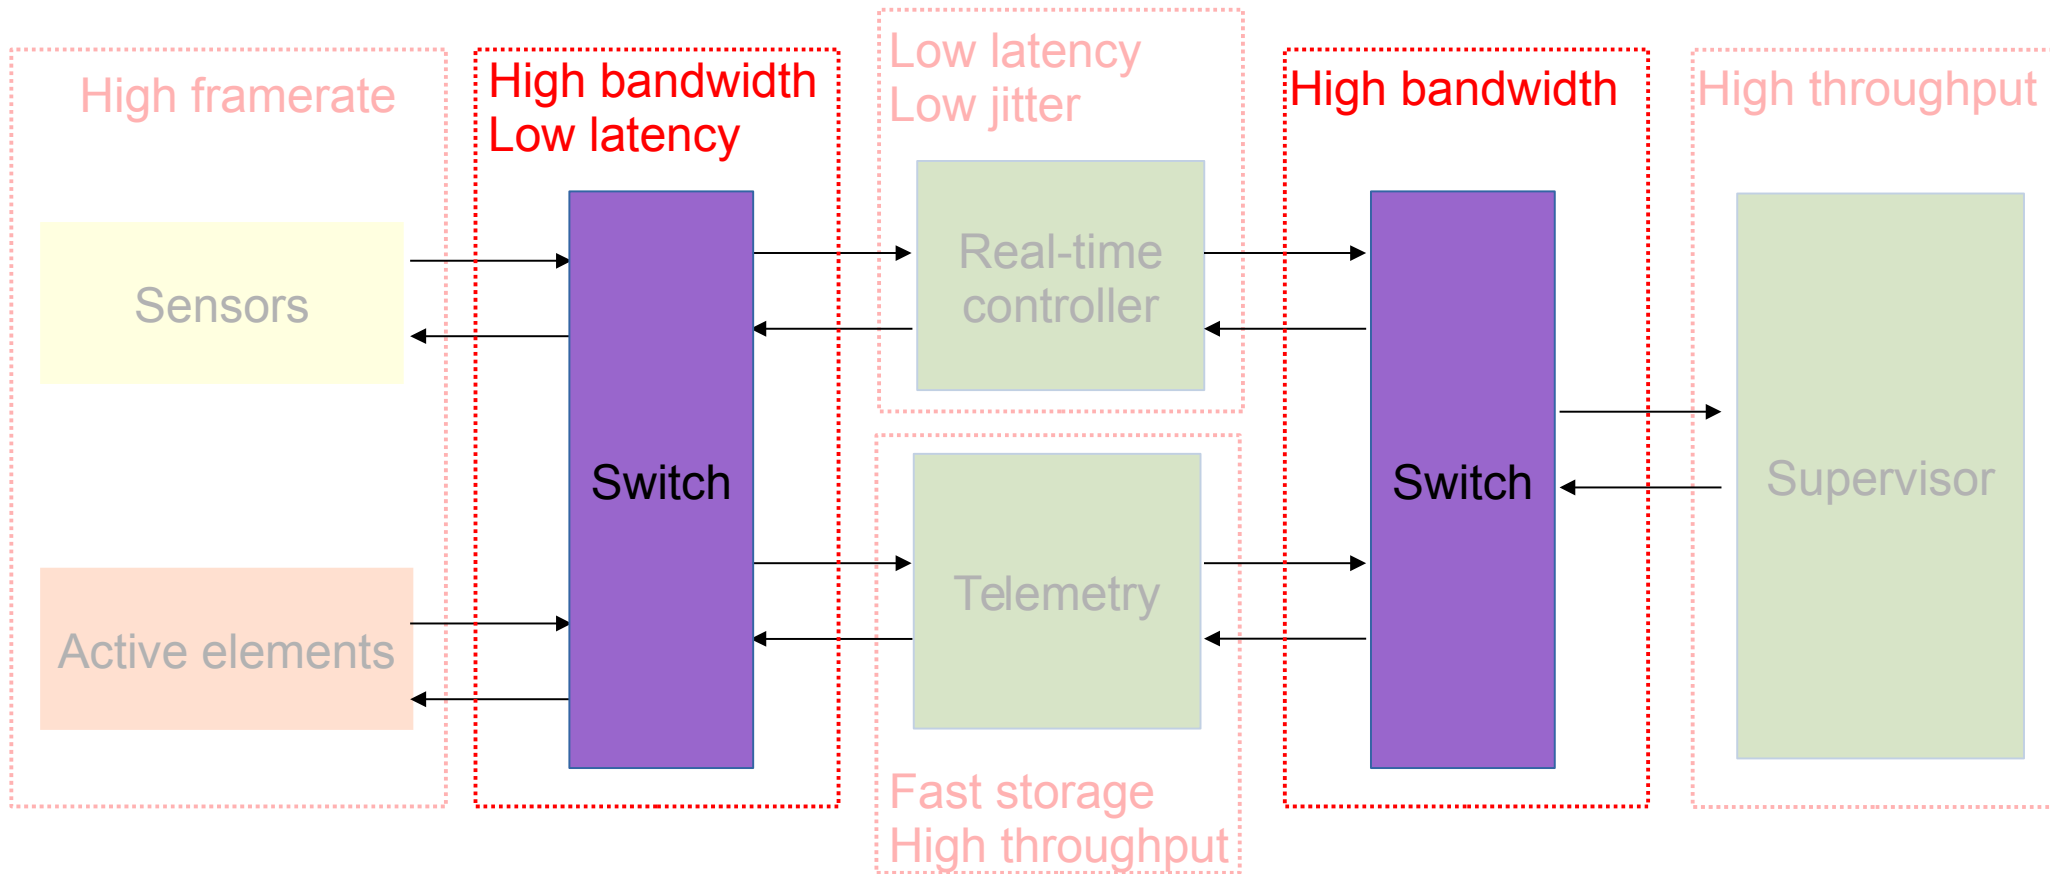 High framerate
Sensors
Active elements
High bandwidth
Low latency
Switch
Low latency
Low jitter
Real-time
controller
Telemetry
Fast storage
High throughput
High bandwidth
Switch
High throughput
Supervisor